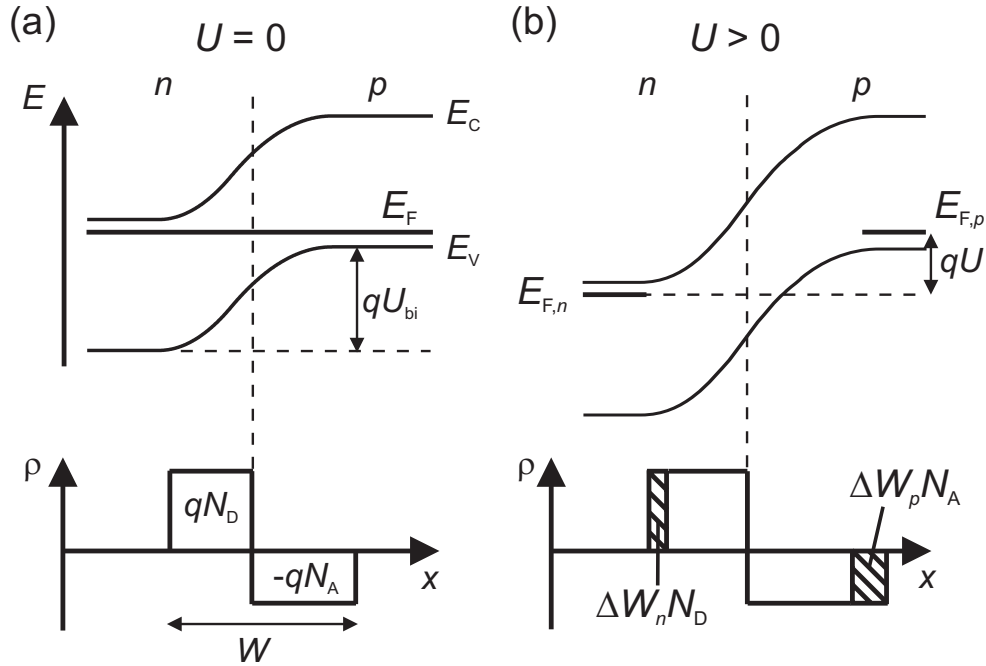 (a)
U = 0
n
p
E
E_C
E_F
E_V
qU_bi
ρ
qN_D
-qN_A
x
W
(b)
U > 0
n
p
E_F,p
qU
E_F,n
ρ
ΔW_pN_A
x
ΔW_nN_D